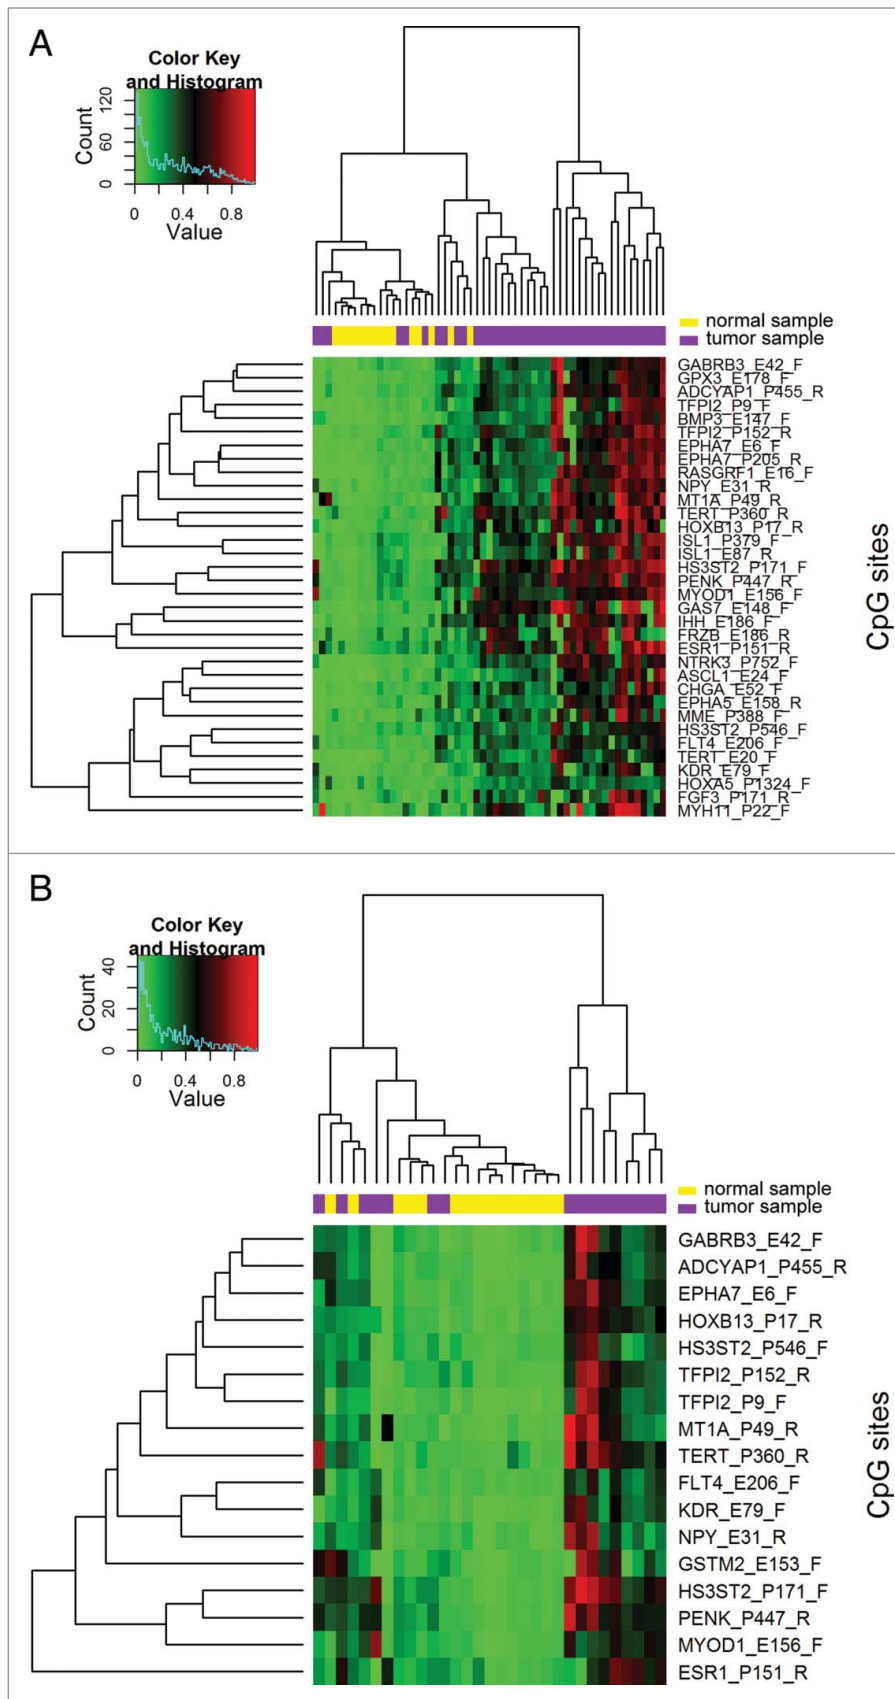 A
Color Key
and Histogram
Count
0 60 120
0 0.4 0.8
Value
normal sample
tumor sample
GABRB3_E42_F
GPX3_E178_F
ADCYAP1_P455_R
TFPI2_P9_F
BMP3_E147_F
TFPI2_P152_R
EPHA7_E6_F
EPHA7_P205_R
RASGRF1_E16_F
NPY_E31_R
MT1A_P49_R
TERT_P360_R
HOXB13_P17_R
ISL1_P379_F
ISL1_E87_R
HS3ST2_P171_F
PENK_P447_R
MYOD1_E156_F
GAS7_E148_F
IHH_E186_F
FRZB_E186_R
ESR1_P151_R
NTRK3_P752_F
ASCL1_E24_F
CHGA_E52_F
EPHA5_E158_R
MME_P388_F
HS3ST2_P546_F
FLT4_E206_F
TERT_E20_F
KDR_E79_F
HOXA5_P1324_F
FGF3_P171_R
MYH11_P22_F
CpG sites
B
Color Key
and Histogram
Count
0 20 40
0 0.4 0.8
Value
normal sample
tumor sample
GABRB3_E42_F
ADCYAP1_P455_R
EPHA7_E6_F
HOXB13_P17_R
HS3ST2_P546_F
TFPI2_P152_R
TFPI2_P9_F
MT1A_P49_R
TERT_P360_R
FLT4_E206_F
KDR_E79_F
NPY_E31_R
GSTM2_E153_F
HS3ST2_P171_F
PENK_P447_R
MYOD1_E156_F
ESR1_P151_R
CpG sites